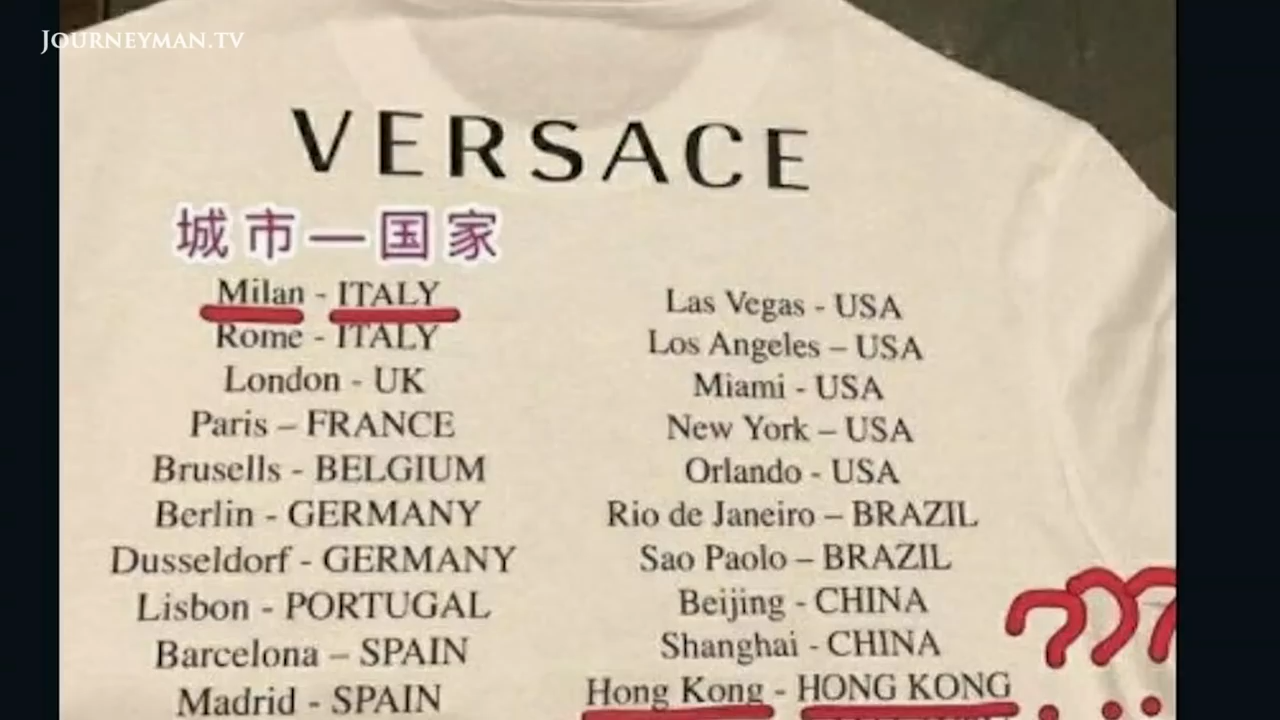 JOURNEYMAN.TV
VERSACE
城市—国家
Milan - ITALY
Rome - ITALY
London - UK
Paris – FRANCE
Brusells - BELGIUM
Berlin - GERMANY
Dusseldorf - GERMANY
Lisbon - PORTUGAL
Barcelona – SPAIN
Madrid - SPAIN
Las Vegas - USA
Los Angeles – USA
Miami - USA
New York – USA
Orlando - USA
Rio de Janeiro – BRAZIL
Sao Paolo – BRAZIL
Beijing - CHINA
Shanghai - CHINA
Hong Kong - HONG KONG
???